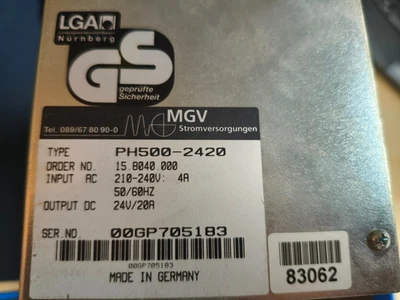 LGA
Nürnberg
GS
geprüfte
Sicherheit
MGV
Tel. 089/67 80 90-0
Stromversorgungen
TYPE PH500-2420
ORDER NO. 15.8040.000
INPUT AC 210-240V: 4A
50/60HZ
OUTPUT DC 24V/20A
SER.NO. 00GP705183
00GP705183
MADE IN GERMANY
83062